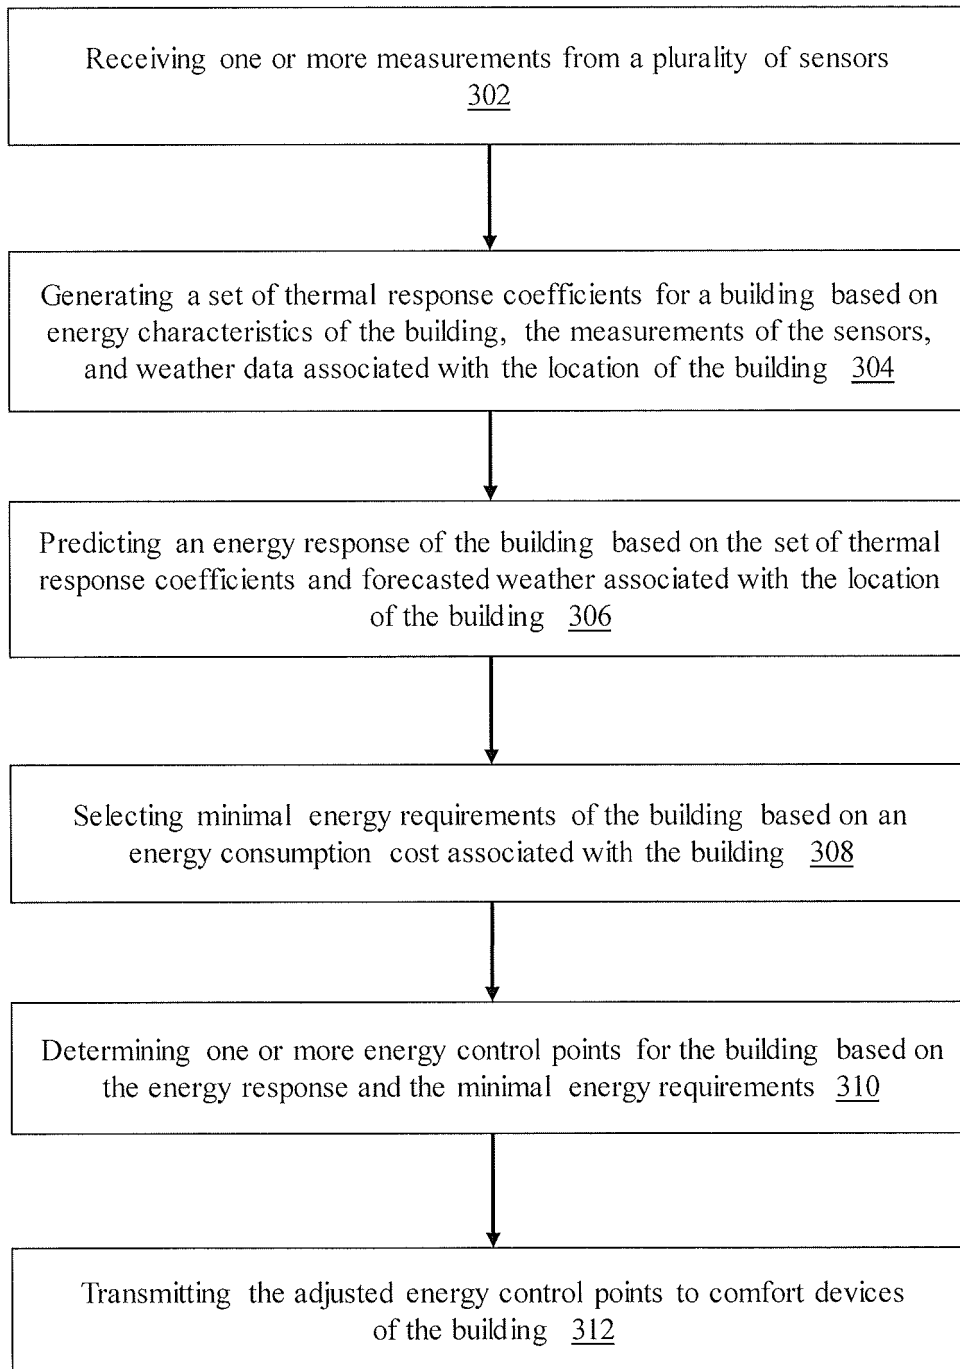 Receiving one or more measurements from a plurality of sensors
302
Generating a set of thermal response coefficients for a building based on
energy characteristics of the building, the measurements of the sensors,
and weather data associated with the location of the building 304
Predicting an energy response of the building based on the set of thermal
response coefficients and forecasted weather associated with the location
of the building 306
Selecting minimal energy requirements of the building based on an
energy consumption cost associated with the building 308
Determining one or more energy control points for the building based on
the energy response and the minimal energy requirements 310
Transmitting the adjusted energy control points to comfort devices
of the building 312